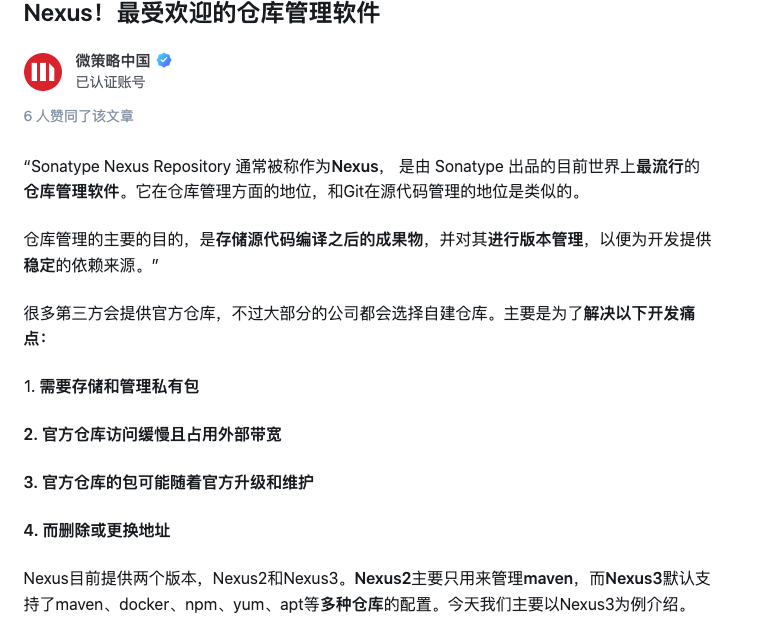 Nexus！最受欢迎的仓库管理软件
微策略中国
已认证账号
6 人赞同了该文章
“Sonatype Nexus Repository 通常被称作为Nexus， 是由 Sonatype 出品的目前世界上最流行的
仓库管理软件。它在仓库管理方面的地位，和Git在源代码管理的地位是类似的。
仓库管理的主要的目的，是存储源代码编译之后的成果物，并对其进行版本管理，以便为开发提供
稳定的依赖来源。”
很多第三方会提供官方仓库，不过大部分的公司都会选择自建仓库。主要是为了解决以下开发痛
点：
1. 需要存储和管理私有包
2. 官方仓库访问缓慢且占用外部带宽
3. 官方仓库的包可能随着官方升级和维护
4. 而删除或更换地址
Nexus目前提供两个版本，Nexus2和Nexus3。Nexus2主要只用来管理maven，而Nexus3默认支
持了maven、docker、npm、yum、apt等多种仓库的配置。今天我们主要以Nexus3为例介绍。